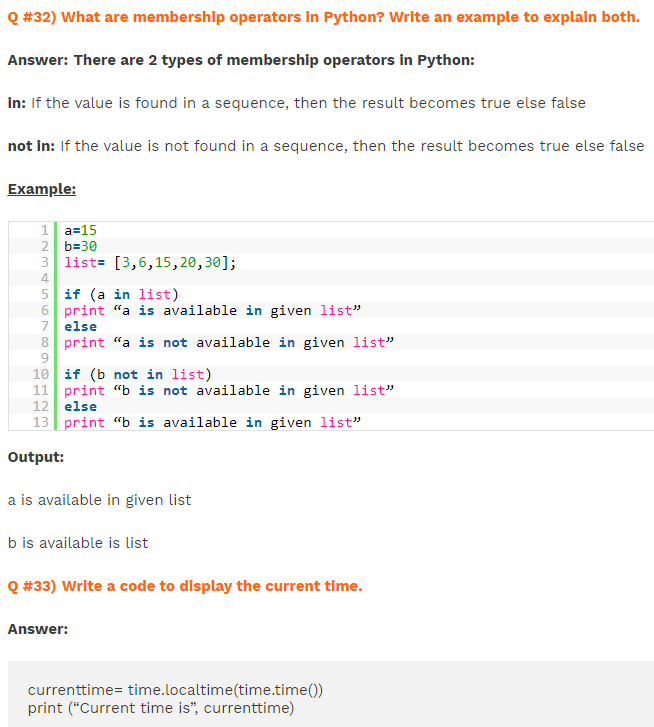 Q #32) What are membership operators in Python? Write an example to explain both.
Answer: There are 2 types of membership operators in Python:
in: If the value is found in a sequence, then the result becomes true else false
not in: If the value is not found in a sequence, then the result becomes true else false
Example:
1 a=15
2 b=30
3 list= [3,6,15,20,30];
4
5 if (a in list)
6 print “a is available in given list”
7 else
8 print “a is not available in given list”
9
10 if (b not in list)
11 print “b is not available in given list”
12 else
13 print “b is available in given list”
Output:
a is available in given list
b is available is list
Q #33) Write a code to display the current time.
Answer:
currenttime= time.localtime(time.time())
print (“Current time is”, currenttime)